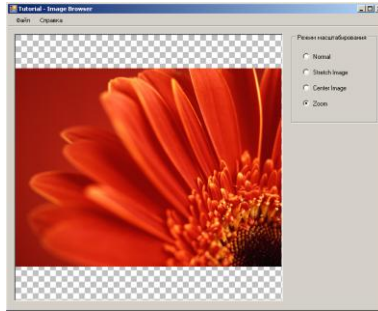 Tutorial - Image Browser
Файл Справка
Режим масштабирования
Normal
Stretch Image
Center Image
Zoom